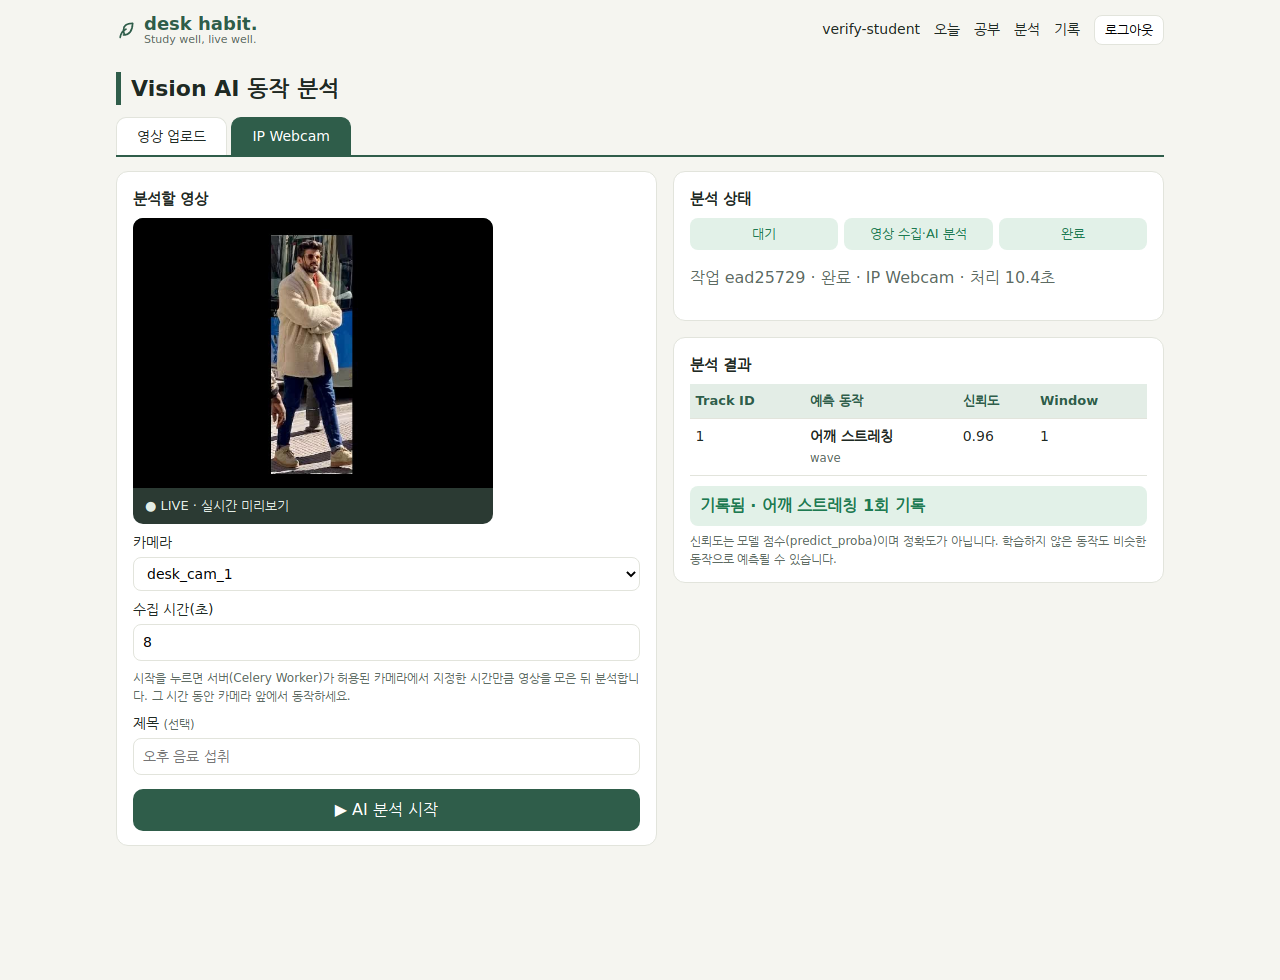 desk habit.
Study well, live well.
verify-student 오늘 공부 분석 기록 로그아웃
Vision AI 동작 분석
영상 업로드 IP Webcam
분석할 영상
● LIVE · 실시간 미리보기
카메라
desk_cam_1
수집 시간(초)
8
시작을 누르면 서버(Celery Worker)가 허용된 카메라에서 지정한 시간만큼 영상을 모은 뒤 분석합니
다. 그 시간 동안 카메라 앞에서 동작하세요.
제목 (선택)
오후 음료 섭취
▶ AI 분석 시작
분석 상태
대기 영상 수집·AI 분석 완료
작업 ead25729 · 완료 · IP Webcam · 처리 10.4초
분석 결과
Track ID 예측 동작 신뢰도 Window
1 어깨 스트레칭 0.96 1
wave
기록됨 · 어깨 스트레칭 1회 기록
신뢰도는 모델 점수(predict_proba)이며 정확도가 아닙니다. 학습하지 않은 동작도 비슷한
동작으로 예측될 수 있습니다.